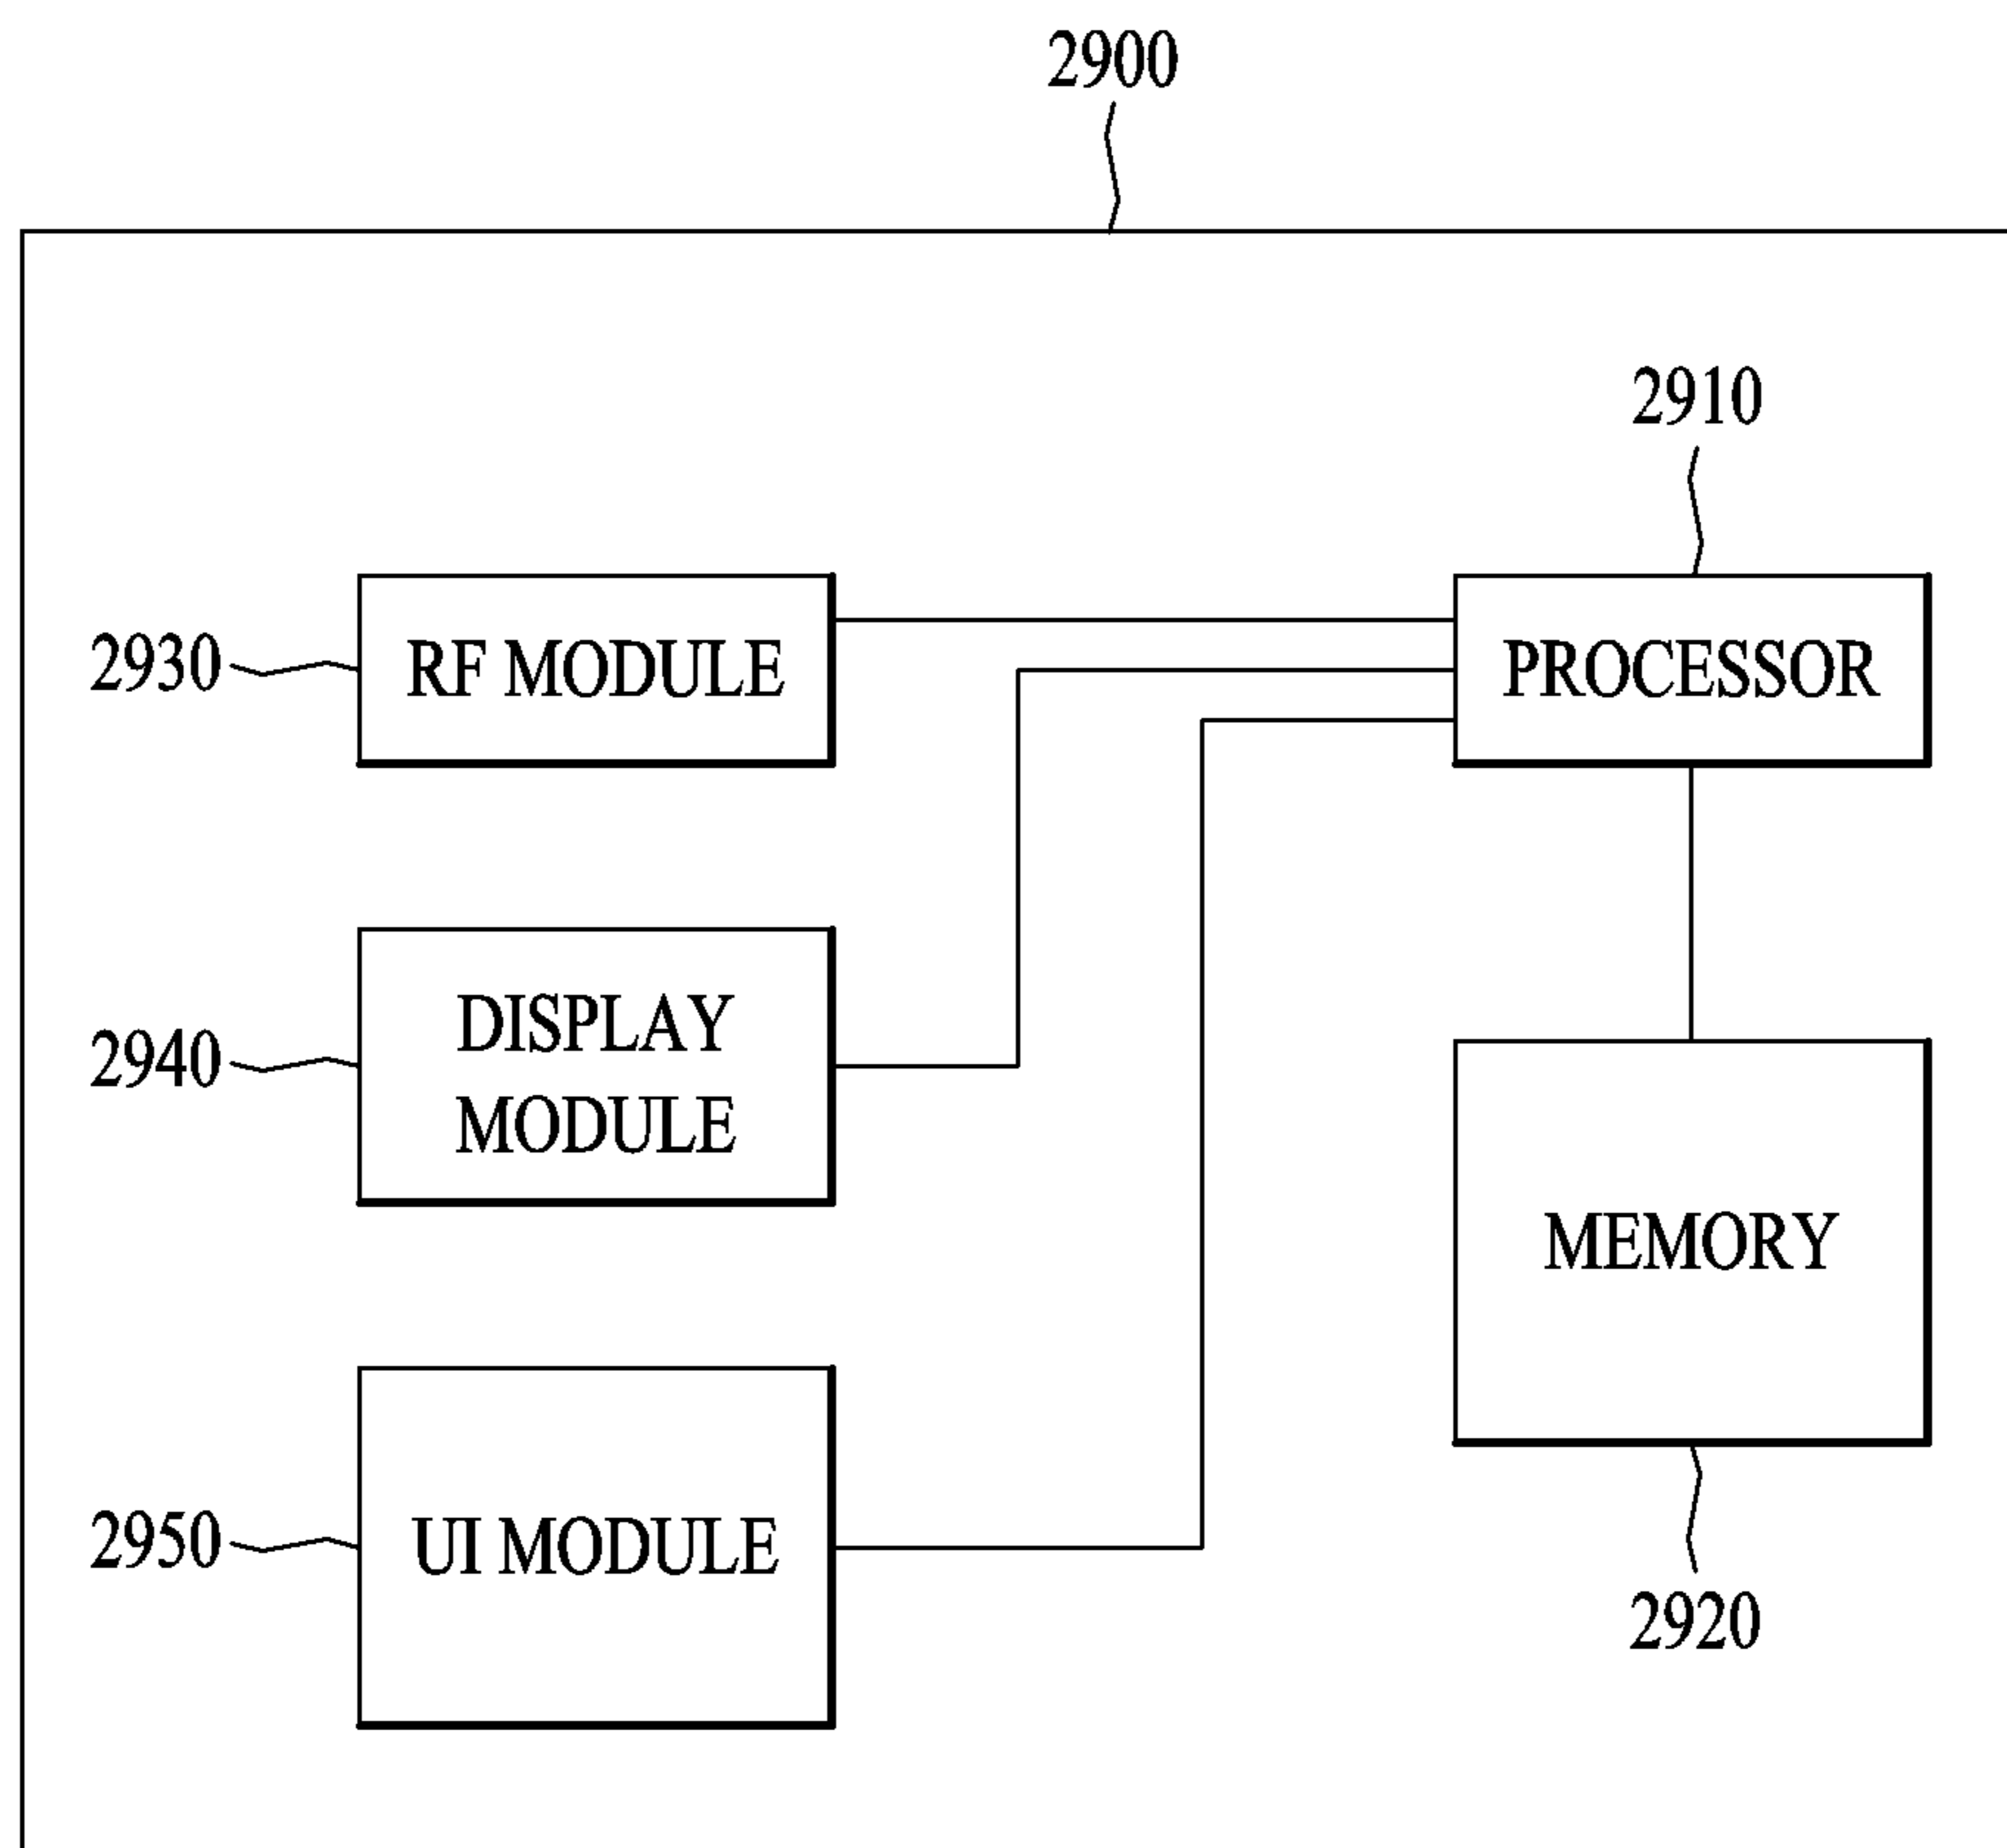 2900
2910
2930
RF MODULE
PROCESSOR
2940
DISPLAY
MODULE
MEMORY
2950
UI MODULE
2920